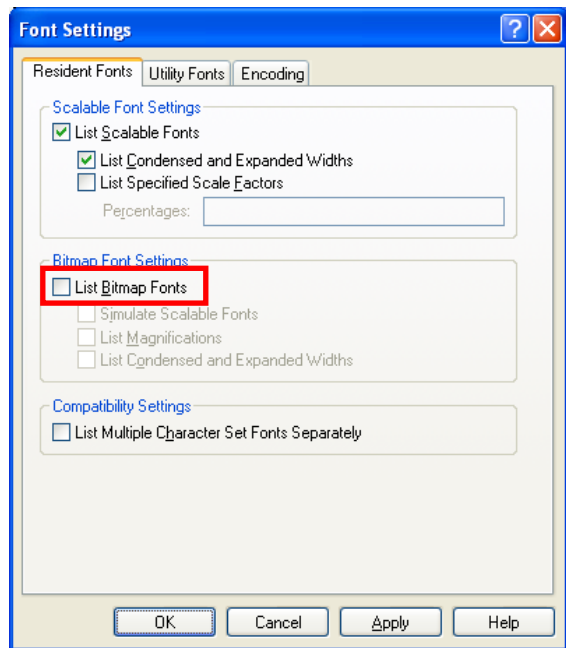 Font Settings
Resident Fonts Utility Fonts Encoding
Scalable Font Settings
List Scalable Fonts
List Condensed and Expanded Widths
List Specified Scale Factors
Percentages:
Bitmap Font Settings
List Bitmap Fonts
Simulate Scalable Fonts
List Magnifications
List Condensed and Expanded Widths
Compatibility Settings
List Multiple Character Set Fonts Separately
OK Cancel Apply Help